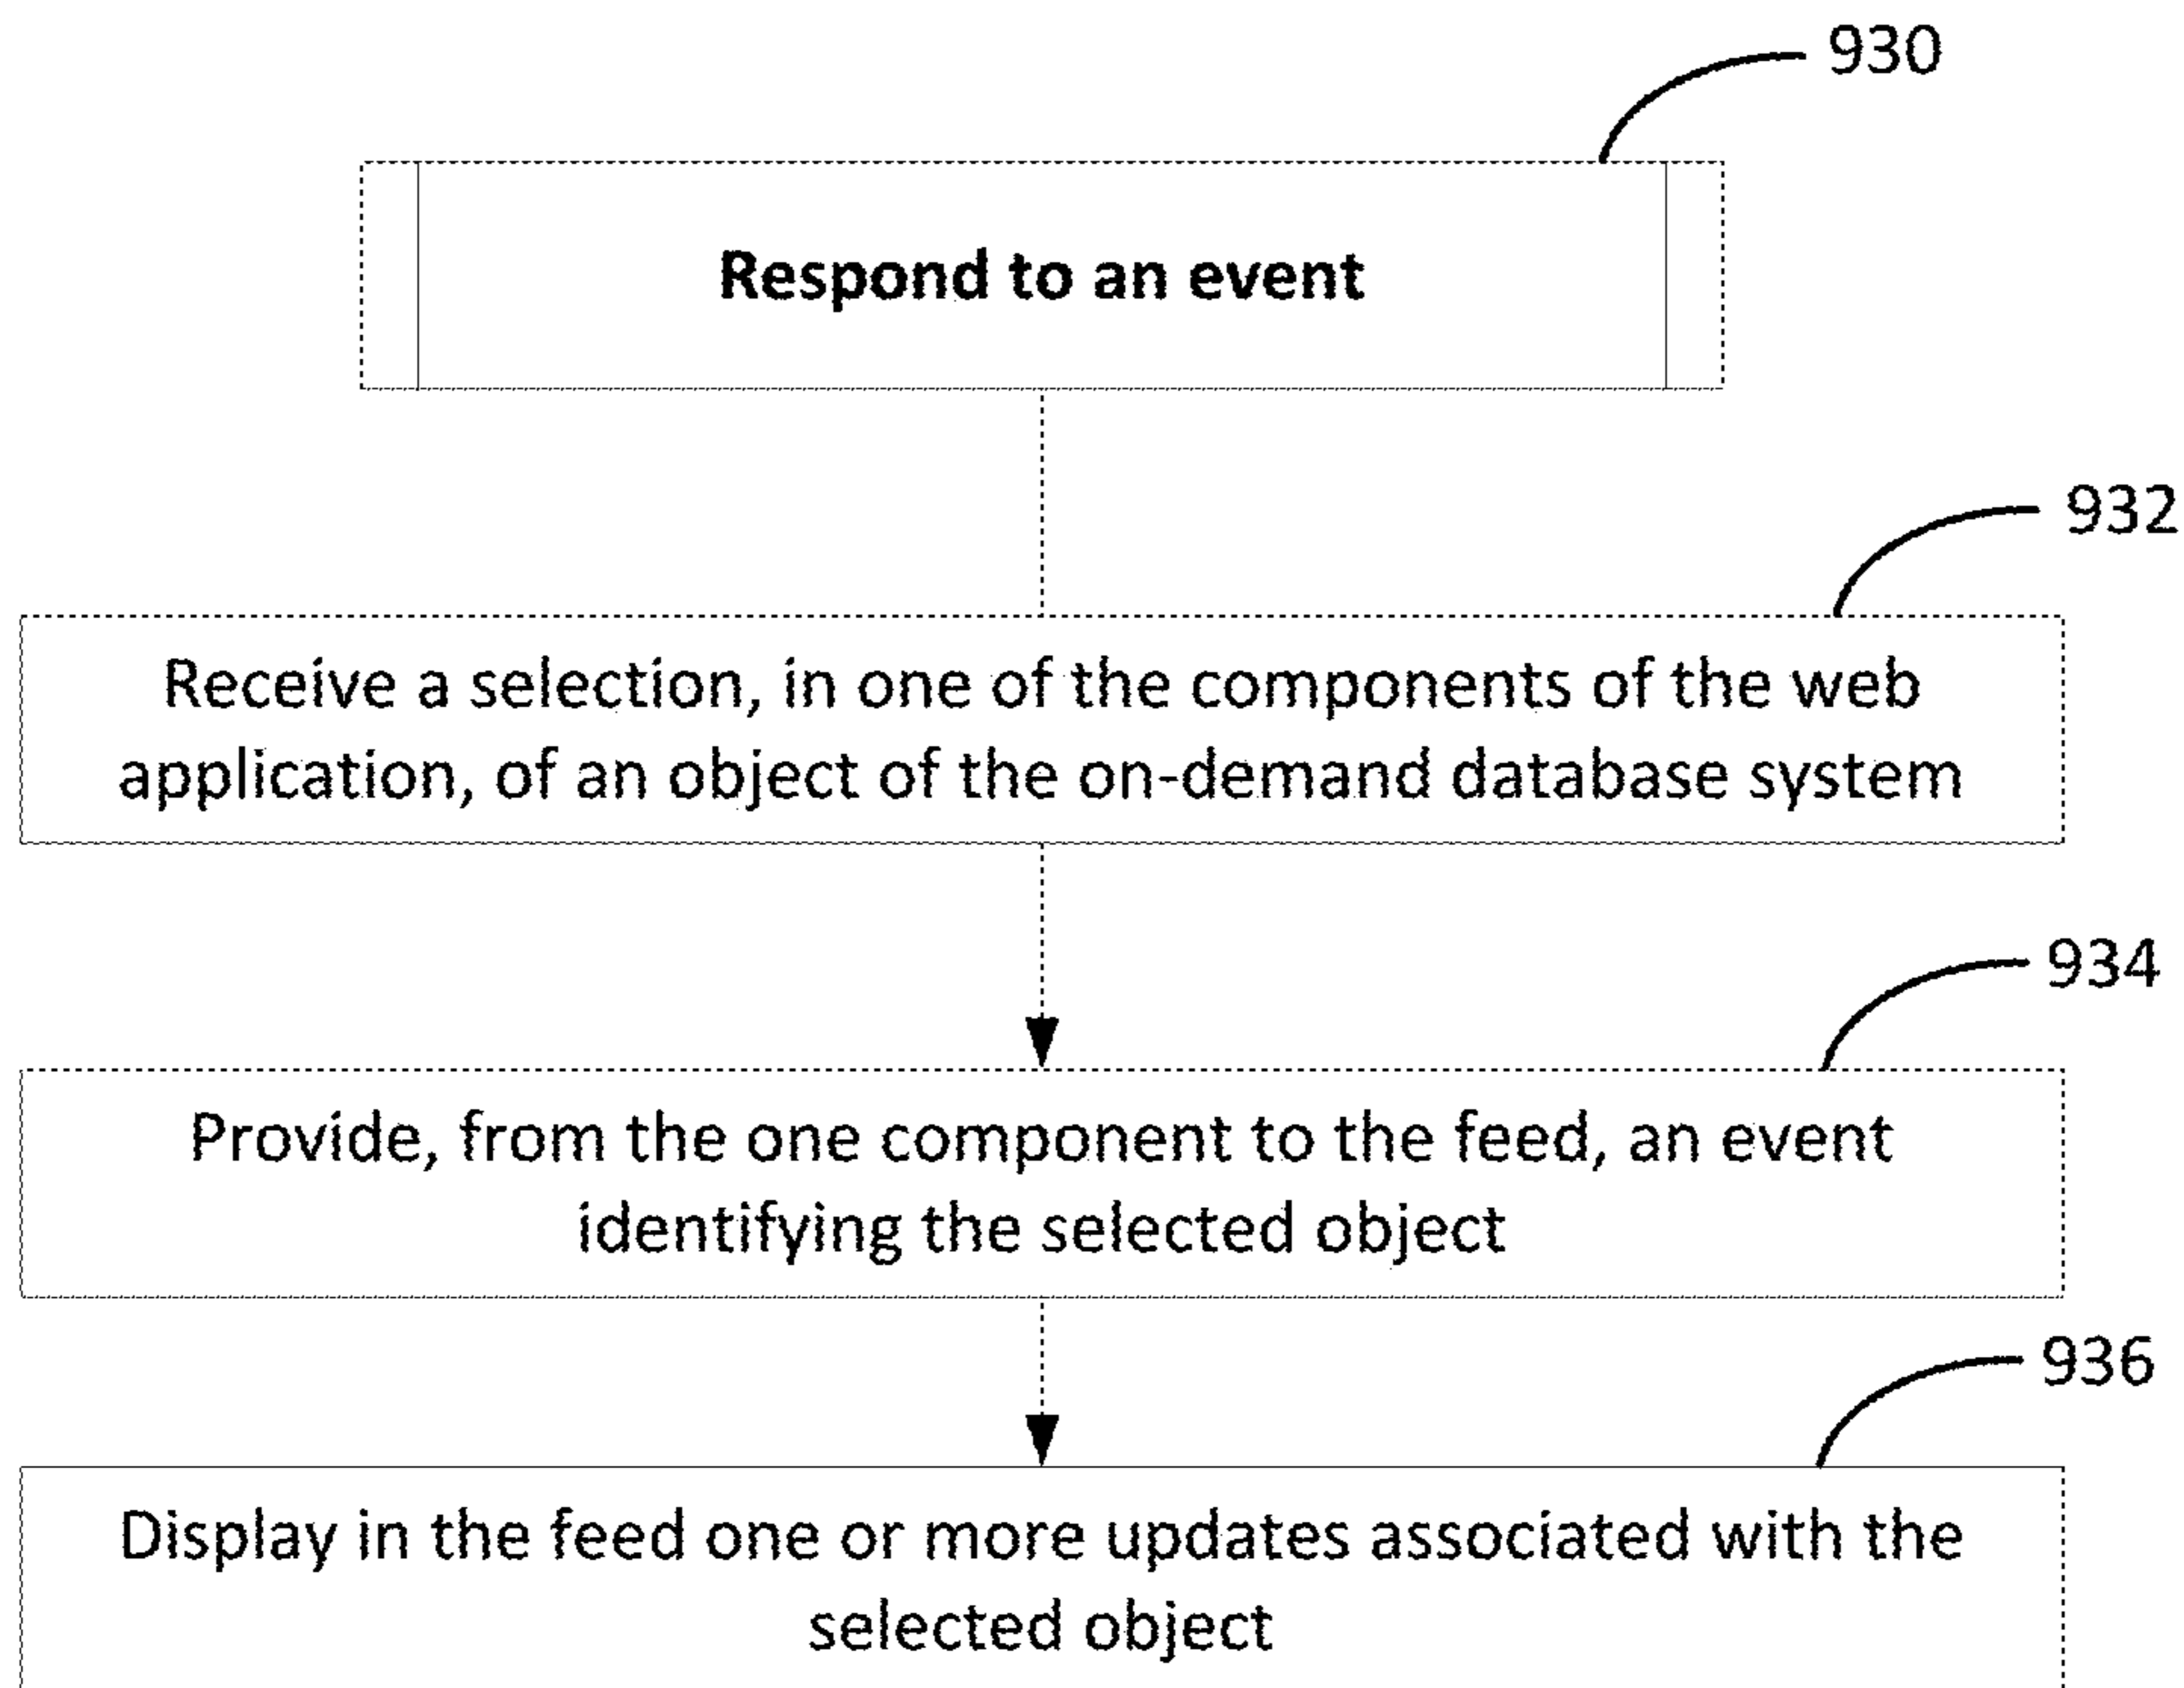 930
Respond to an event
932
Receive a selection, in one of the components of the web
application, of an object of the on-demand database system
934
Provide, from the one component to the feed, an event
identifying the selected object
936
Display in the feed one or more updates associated with the
selected object